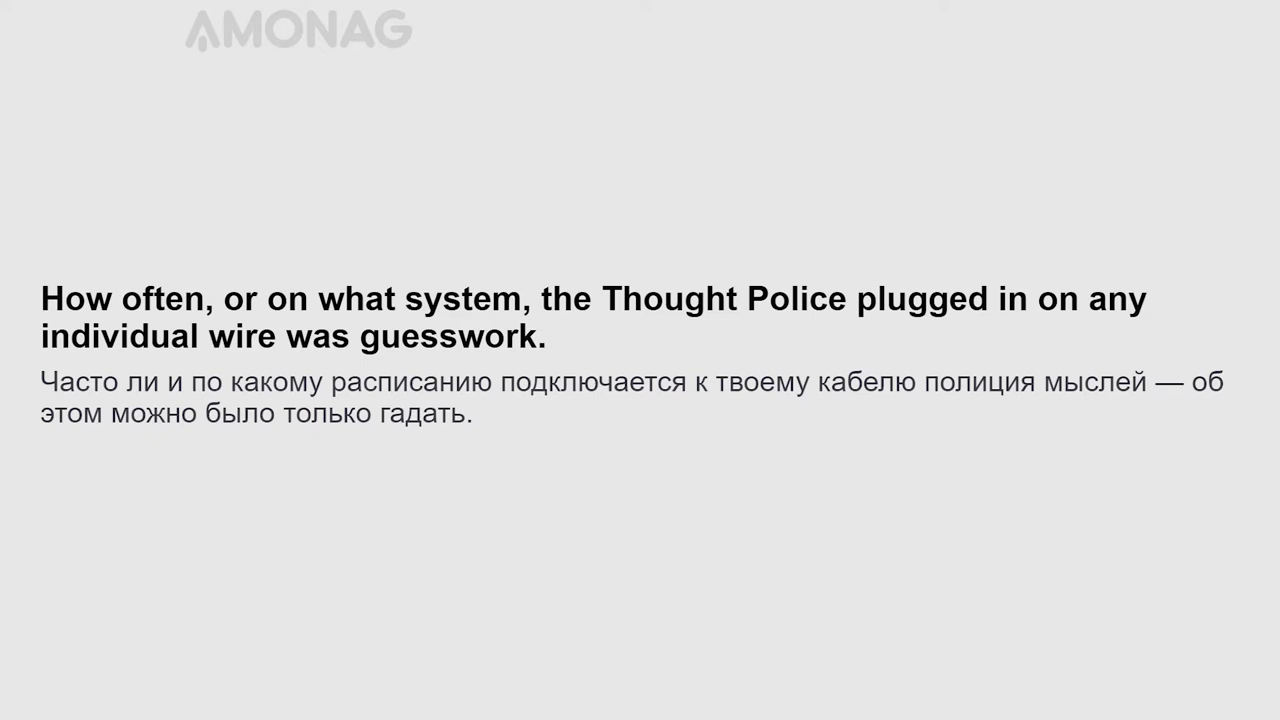 AMONAG
How often, or on what system, the Thought Police plugged in on any
individual wire was guesswork.
Часто ли и по какому расписанию подключается к твоему кабелю полиция мыслей — об
этом можно было только гадать.